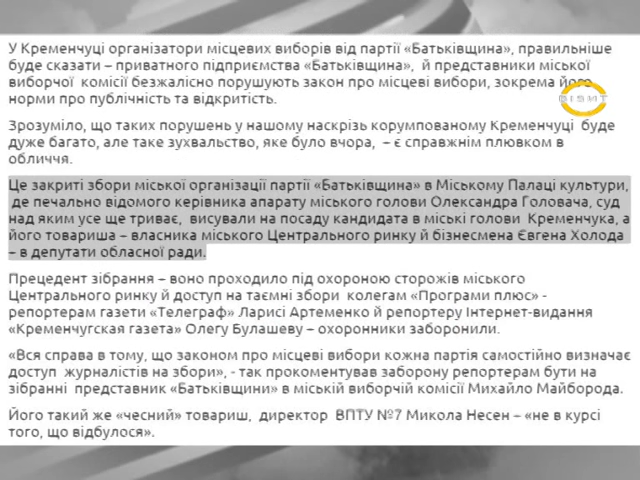 У Кременчуці організатори місцевих виборів від партії «Батьківщина», правильніше
буде сказати – приватного підприємства «Батьківщина»,  й представники міської
виборчої  комісії безжалісно порушують закон про місцеві вибори, зокрема його
норми про публічність та відкритість.
ВІЗИТ
Зрозуміло, що таких порушень у нашому наскрізь корумпованому Кременчуці  буде
дуже багато, але таке зухвальство, яке було вчора,  – є справжнім плювком в
обличчя.
Це закриті збори міської організації партії «Батьківщина» в Міському Палаці культури,
де печально відомого керівника апарату міського голови Олександра Головача, суд
над яким усе ще триває,  висували на посаду кандидата в міські голови  Кременчука, а
його товариша – власника міського Центрального ринку й бізнесмена Євгена Холода
– в депутати обласної ради.
Прецедент зібрання – воно проходило під охороною сторожів міського
Центрального ринку й доступ на таємні збори  колегам «Програми плюс» -
репортерам газети «Телеграф» Ларисі Артеменко й репортеру Інтернет-видання
«Кременчугская газета» Олегу Булашеву – охоронники заборонили.
«Вся справа в тому, що законом про місцеві вибори кожна партія самостійно визначає
доступ  журналістів на збори», - так прокоментував заборону репортерам бути на
зібранні  представник «Батьківщини» в міській виборчій комісії Михайло Майборода.
Його такий же «чесний» товариш,  директор  ВПТУ №7 Микола Несен – «не в курсі
того, що відбулося».